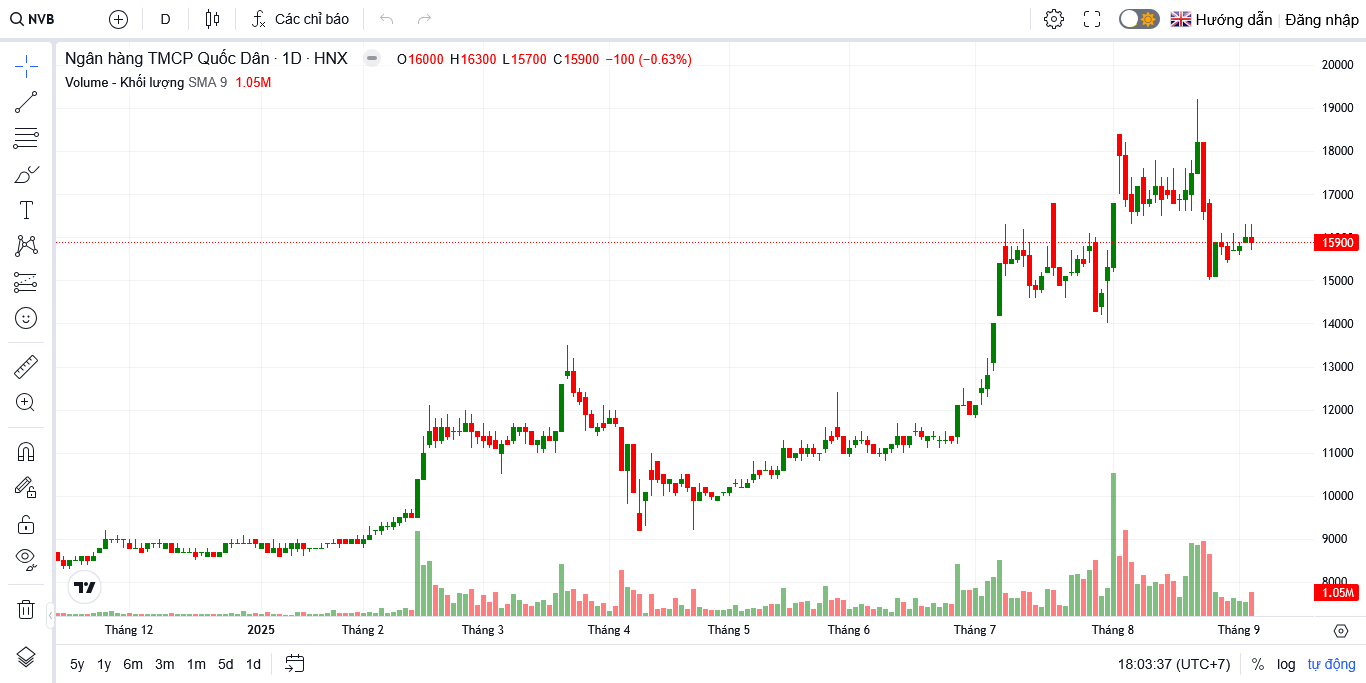 NVB D Các chỉ báo Hướng dẫn Đăng nhập
Ngân hàng TMCP Quốc Dân · 1D · HNX O16000 H16300 L15700 C15900 −100 (−0.63%)
Volume - Khối lượng SMA 9 1.05M
20000
19000
18000
17000
15900
15000
14000
13000
12000
11000
10000
9000
8000
1.05M
Tháng 12 2025 Tháng 2 Tháng 3 Tháng 4 Tháng 5 Tháng 6 Tháng 7 Tháng 8 Tháng 9
5y 1y 6m 3m 1m 5d 1d 18:03:37 (UTC+7) % log tự động